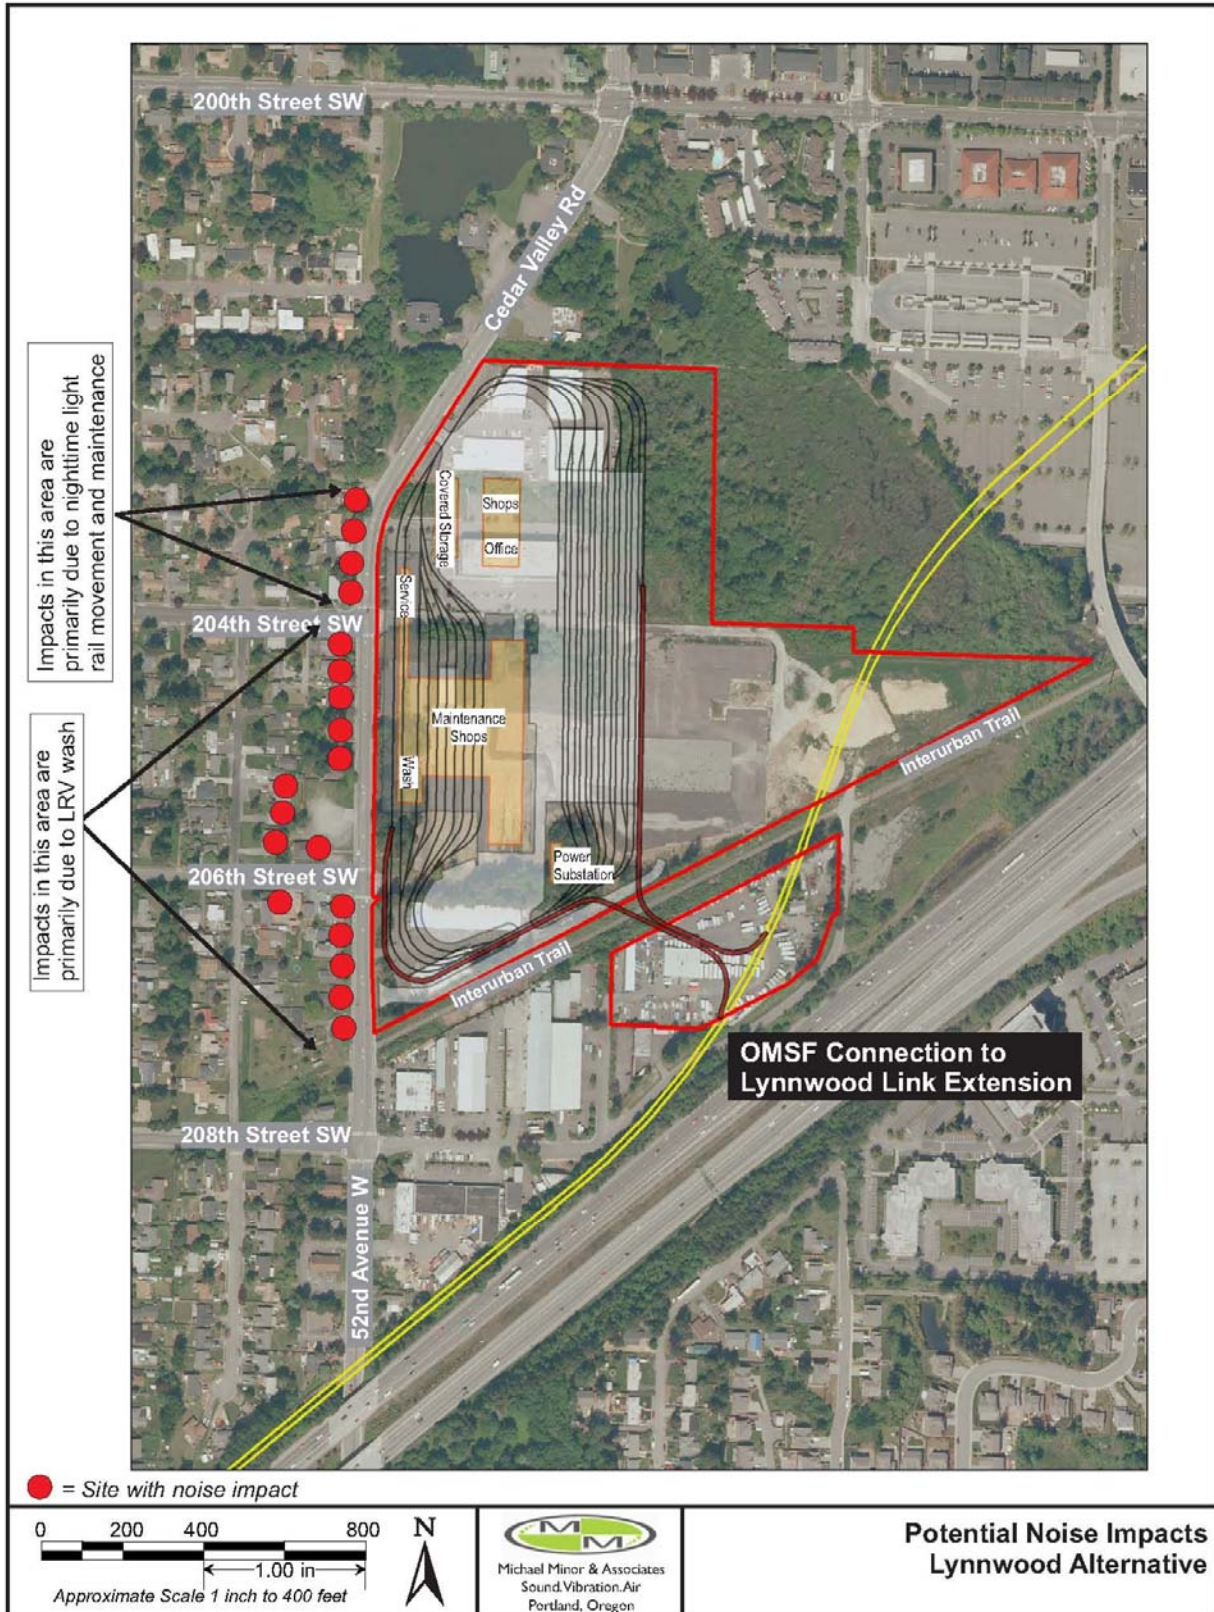 200th Street SW
Cedar Valley Rd
Impacts in this area are
primarily due to nighttime light
rail movement and maintenance
Covered Storage
Shops
Office
Service
204th Street SW
Maintenance
Shops
Wash
Interurban Trail
Impacts in this area are
primarily due to LRV wash
206th Street SW
Power
Substation
Interurban Trail
OMSF Connection to
Lynnwood Link Extension
208th Street SW
52nd Avenue W
= Site with noise impact
0 200 400 800
1.00 in
Approximate Scale 1 inch to 400 feet
N
MM
Michael Minor & Associates
Sound.Vibration.Air
Portland, Oregon
Potential Noise Impacts
Lynnwood Alternative